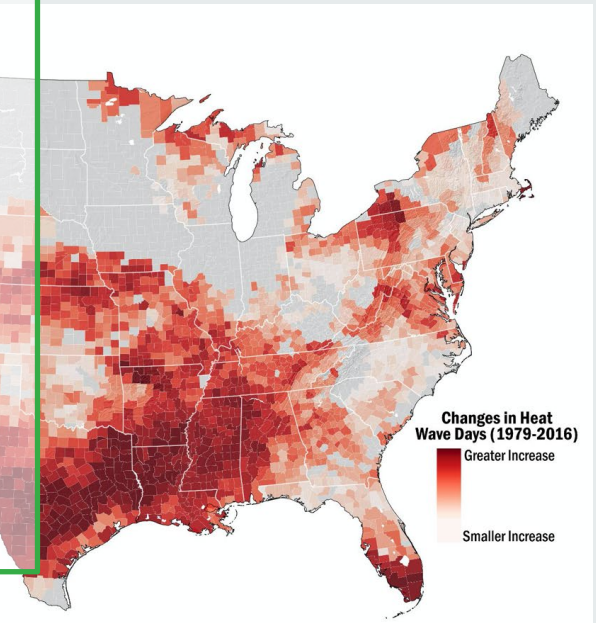 Changes in Heat
Wave Days (1979-2016)
Greater Increase
Smaller Increase